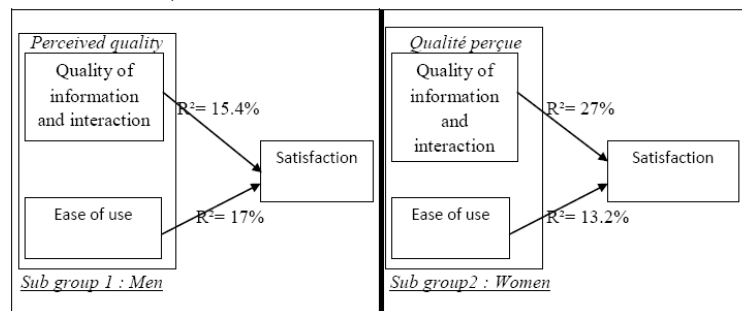 Perceived quality
Quality of
information
and interaction
R²= 15.4%
Satisfaction
Ease of use
R²= 17%
Sub group 1 : Men
Qualité perçue
Quality of
information
and
interaction
R²= 27%
Satisfaction
Ease of use
R²= 13.2%
Sub group2 : Women